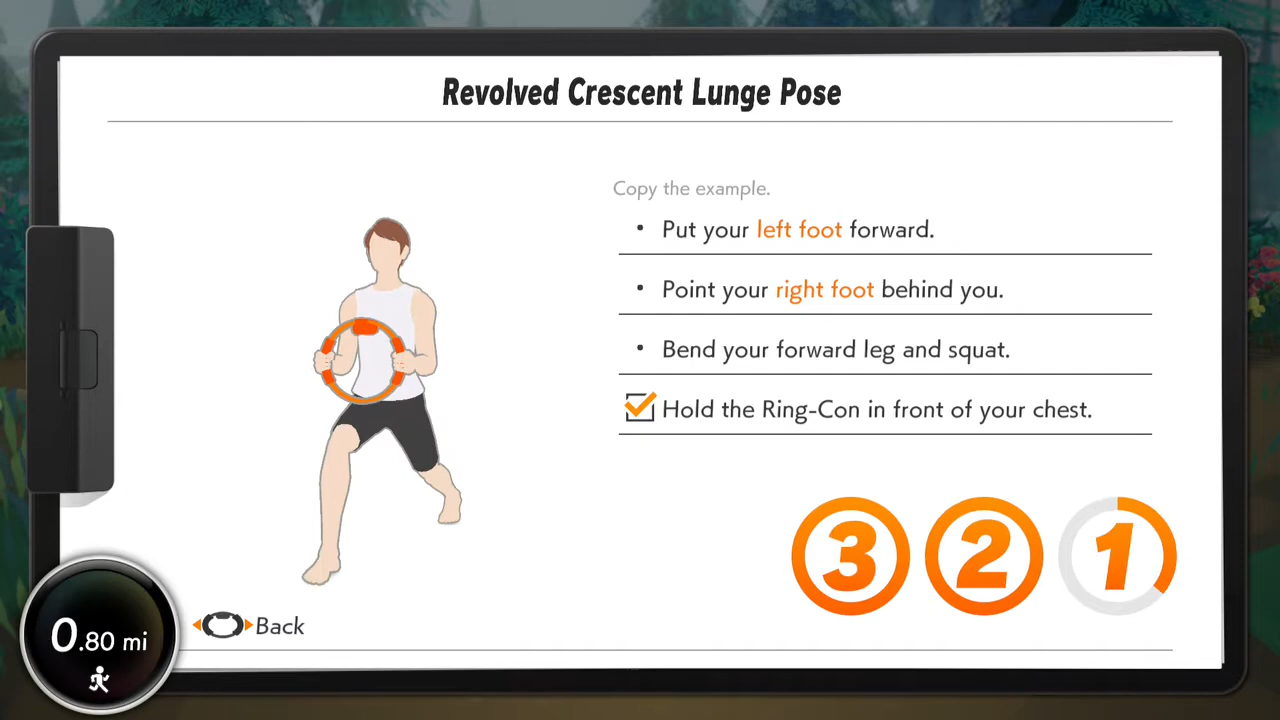 Revolved Crescent Lunge Pose
Copy the example.
• Put your left foot forward.
• Point your right foot behind you.
• Bend your forward leg and squat.
Hold the Ring-Con in front of your chest.
3 2 1
0.80 mi
Back